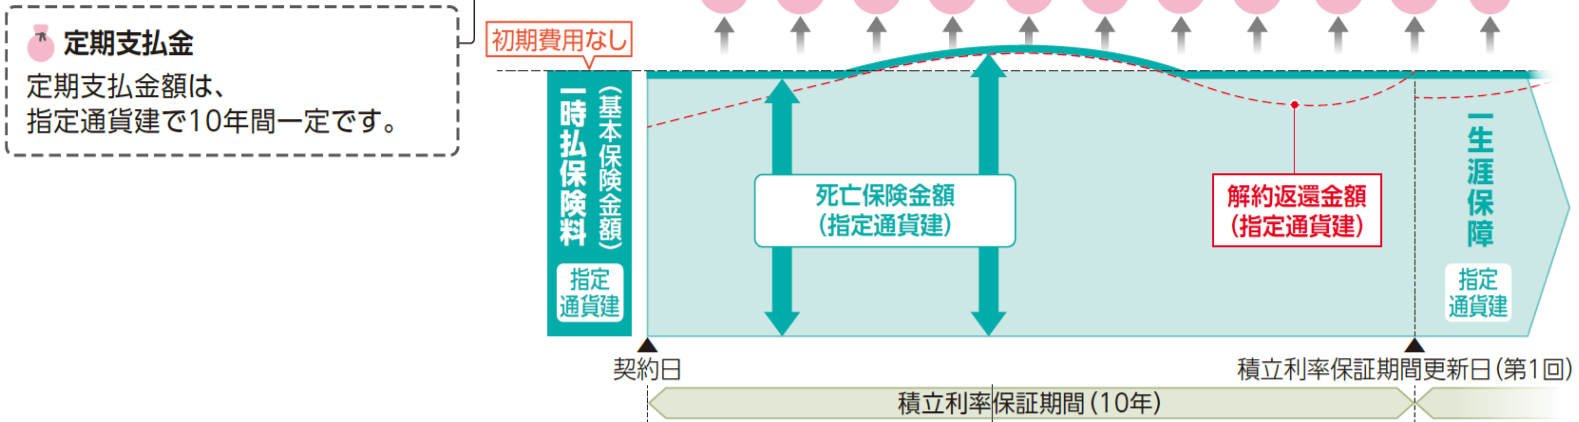 定期支払金
定期支払金額は、
指定通貨建で10年間一定です。
初期費用なし
一時払保険料
（基本保険金額）
指定
通貨建
死亡保険金額
（指定通貨建）
解約返還金額
（指定通貨建）
一生涯保障
指定
通貨建
契約日
積立利率保証期間更新日（第1回）
積立利率保証期間（10年）